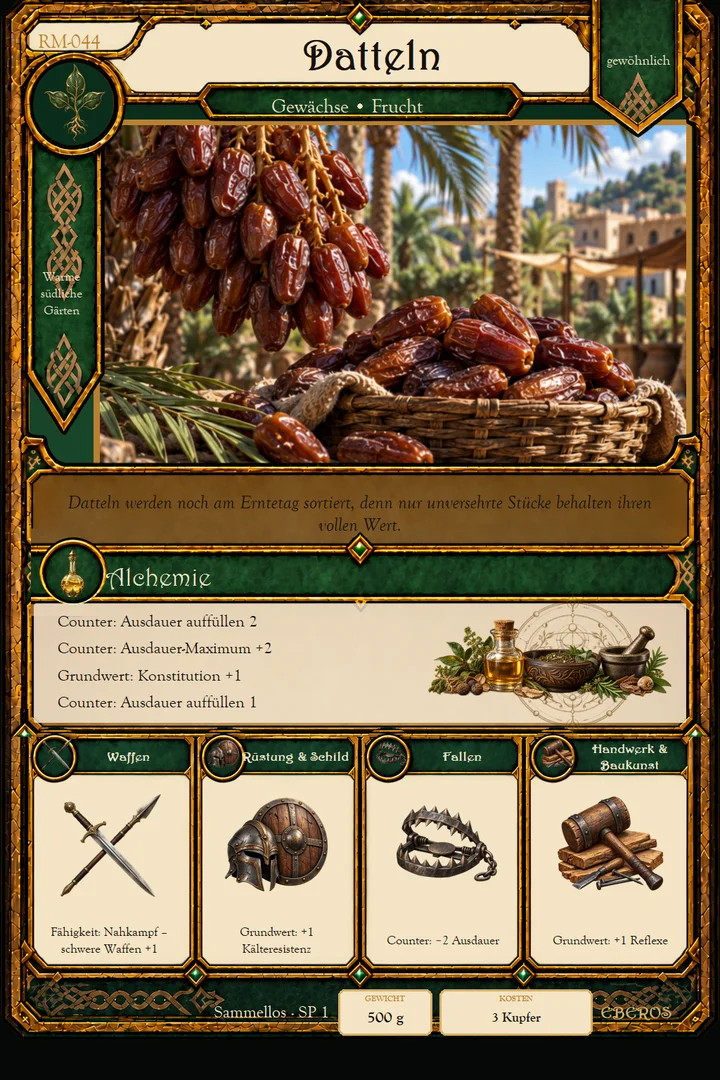 RM-044
Datteln
gewöhnlich
Gewächse • Frucht
Warme
südliche
Gärten
Datteln werden noch am Erntetag sortiert, denn nur unversehrte Stücke behalten ihren
vollen Wert.
Alchemie
Counter: Ausdauer auffüllen 2
Counter: Ausdauer-Maximum +2
Grundwert: Konstitution +1
Counter: Ausdauer auffüllen 1
Waffen
Rüstung & Schild
Fallen
Handwerk &
Baukunst
Fähigkeit: Nahkampf –
schwere Waffen +1
Grundwert: +1
Kälteresistenz
Counter: −2 Ausdauer
Grundwert: +1 Reflexe
Sammellos · SP 1
GEWICHT
500 g
KOSTEN
3 Kupfer
EBEROS